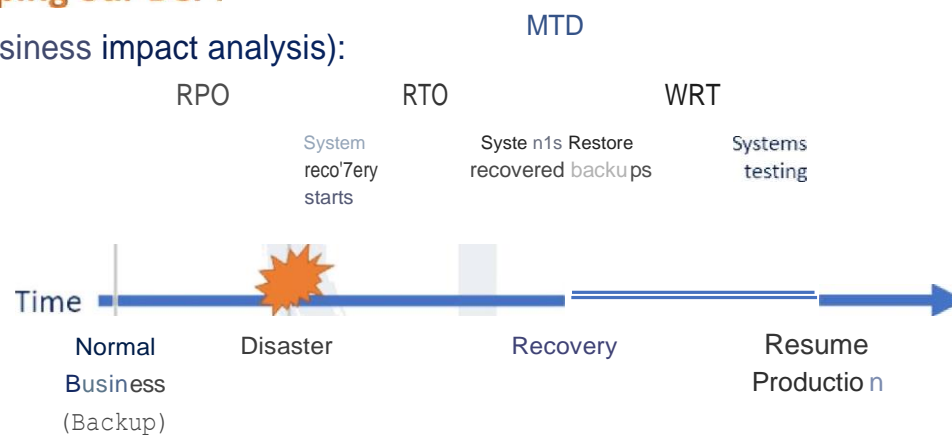 MTD
siness impact analysis):
RPO RTO WRT
System Syste n1s Restore Systems
reco'7ery recovered backu ps testing
starts
Time
Normal Disaster Recovery Resume
Business Productio n
(Backup)